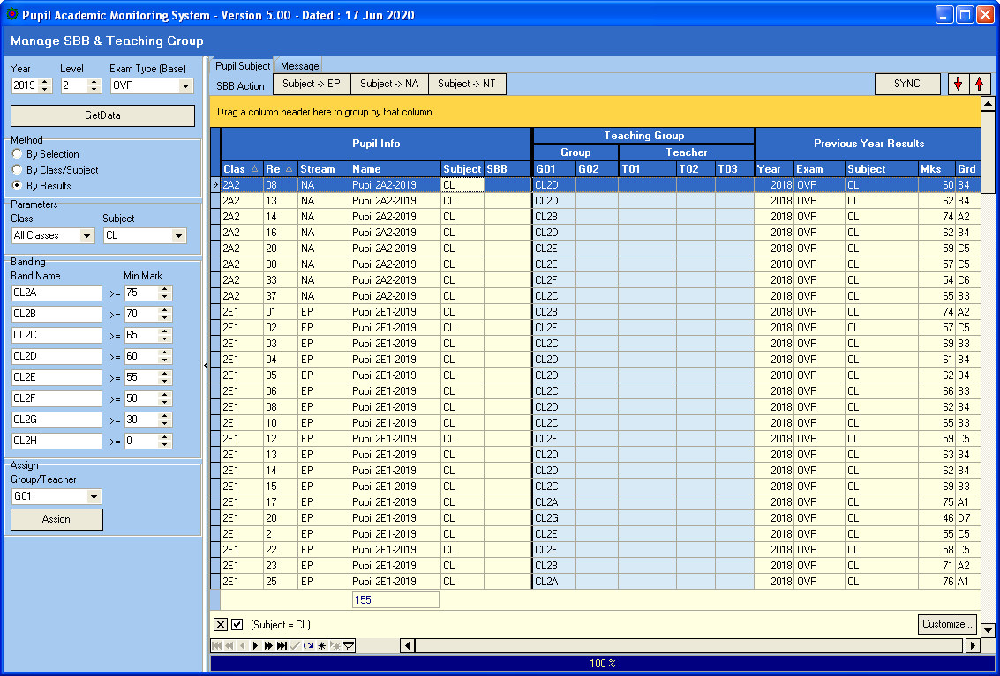 Pupil Academic Monitoring System - Version 5.00 - Dated : 17 Jun 2020
Manage SBB & Teaching Group
Year Level Exam Type (Base)
2019 2 OVR
GetData
Method
By Selection
By Class/Subject
By Results
Parameters
Class Subject
All Classes CL
Banding
Band Name Min Mark
CL2A >= 75
CL2B >= 70
CL2C >= 65
CL2D >= 60
CL2E >= 55
CL2F >= 50
CL2G >= 30
CL2H >= 0
Assign
Group/Teacher
G01
Assign
Pupil Subject Message
SBB Action Subject -> EP Subject -> NA Subject -> NT SYNC
Drag a column header here to group by that column
Pupil Info Teaching Group Previous Year Results
Group Teacher
Clas Re Stream Name Subject SBB G01 G02 T01 T02 T03 Year Exam Subject Mks Grd
2A2 08 NA Pupil 2A2-2019 CL CL2D 2018 OVR CL 60 B4
2A2 13 NA Pupil 2A2-2019 CL CL2D 2018 OVR CL 62 B4
2A2 14 NA Pupil 2A2-2019 CL CL2B 2018 OVR CL 74 A2
2A2 16 NA Pupil 2A2-2019 CL CL2D 2018 OVR CL 62 B4
2A2 20 NA Pupil 2A2-2019 CL CL2E 2018 OVR CL 59 C5
2A2 30 NA Pupil 2A2-2019 CL CL2E 2018 OVR CL 57 C5
2A2 33 NA Pupil 2A2-2019 CL CL2F 2018 OVR CL 54 C6
2A2 37 NA Pupil 2A2-2019 CL CL2C 2018 OVR CL 65 B3
2E1 01 EP Pupil 2E1-2019 CL CL2B 2018 OVR CL 74 A2
2E1 02 EP Pupil 2E1-2019 CL CL2E 2018 OVR CL 57 C5
2E1 03 EP Pupil 2E1-2019 CL CL2C 2018 OVR CL 69 B3
2E1 04 EP Pupil 2E1-2019 CL CL2D 2018 OVR CL 61 B4
2E1 05 EP Pupil 2E1-2019 CL CL2D 2018 OVR CL 62 B4
2E1 06 EP Pupil 2E1-2019 CL CL2C 2018 OVR CL 66 B3
2E1 08 EP Pupil 2E1-2019 CL CL2D 2018 OVR CL 62 B4
2E1 10 EP Pupil 2E1-2019 CL CL2C 2018 OVR CL 65 B3
2E1 12 EP Pupil 2E1-2019 CL CL2E 2018 OVR CL 59 C5
2E1 13 EP Pupil 2E1-2019 CL CL2D 2018 OVR CL 63 B4
2E1 14 EP Pupil 2E1-2019 CL CL2D 2018 OVR CL 62 B4
2E1 15 EP Pupil 2E1-2019 CL CL2C 2018 OVR CL 69 B3
2E1 17 EP Pupil 2E1-2019 CL CL2A 2018 OVR CL 75 A1
2E1 20 EP Pupil 2E1-2019 CL CL2G 2018 OVR CL 46 D7
2E1 21 EP Pupil 2E1-2019 CL CL2E 2018 OVR CL 55 C5
2E1 22 EP Pupil 2E1-2019 CL CL2E 2018 OVR CL 58 C5
2E1 23 EP Pupil 2E1-2019 CL CL2B 2018 OVR CL 71 A2
2E1 25 EP Pupil 2E1-2019 CL CL2A 2018 OVR CL 76 A1
155
(Subject = CL) Customize...
100 %